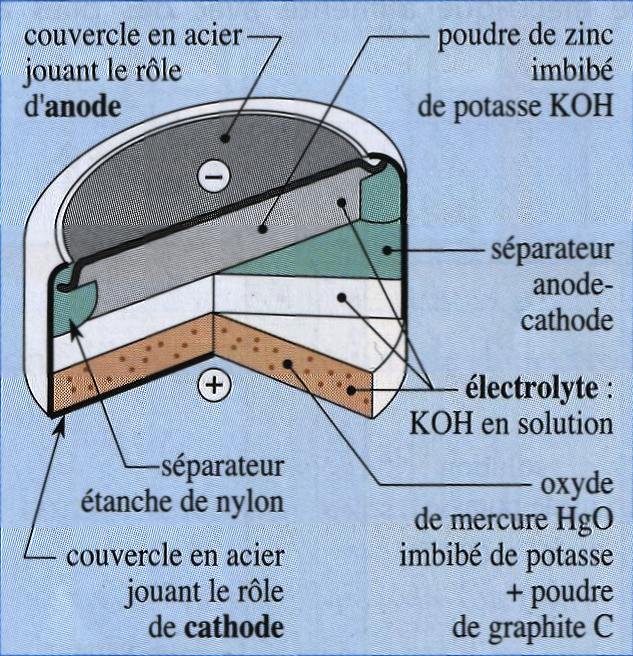 couvercle en acier
jouant le rôle
d'anode
poudre de zinc
imbibé
de potasse KOH
−
séparateur
anode-
cathode
+
électrolyte :
KOH en solution
séparateur
étanche de nylon
oxyde
de mercure HgO
imbibé de potasse
+ poudre
de graphite C
couvercle en acier
jouant le rôle
de cathode